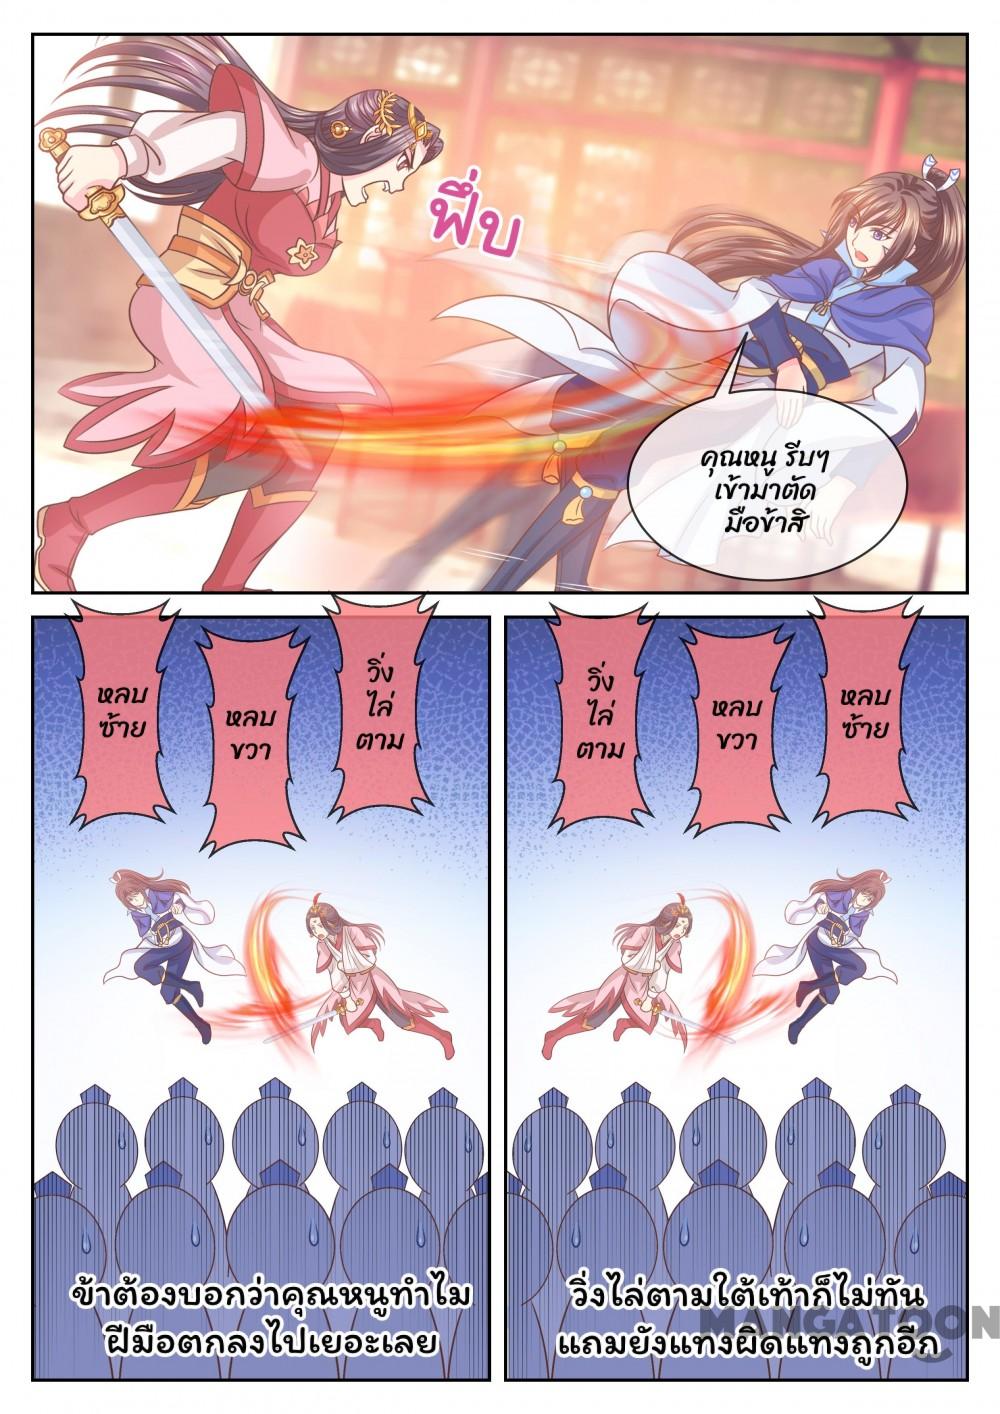 ฟึ่บ
คุณหนู รีบๆ
เข้ามาตัด
มือข้าสิ
หลบ
ซ้าย
หลบ
ขวา
วิ่ง
ไล่
ตาม
วิ่ง
ไล่
ตาม
หลบ
ขวา
หลบ
ซ้าย
ข้าต้องบอกว่าคุณหนูทำไม
ฝีมือตกลงไปเยอะเลย
วิ่งไล่ตามใต้เท้าก็ไม่ทัน
แถมยังแทงผิดแทงถูกอีก
MANGATOON